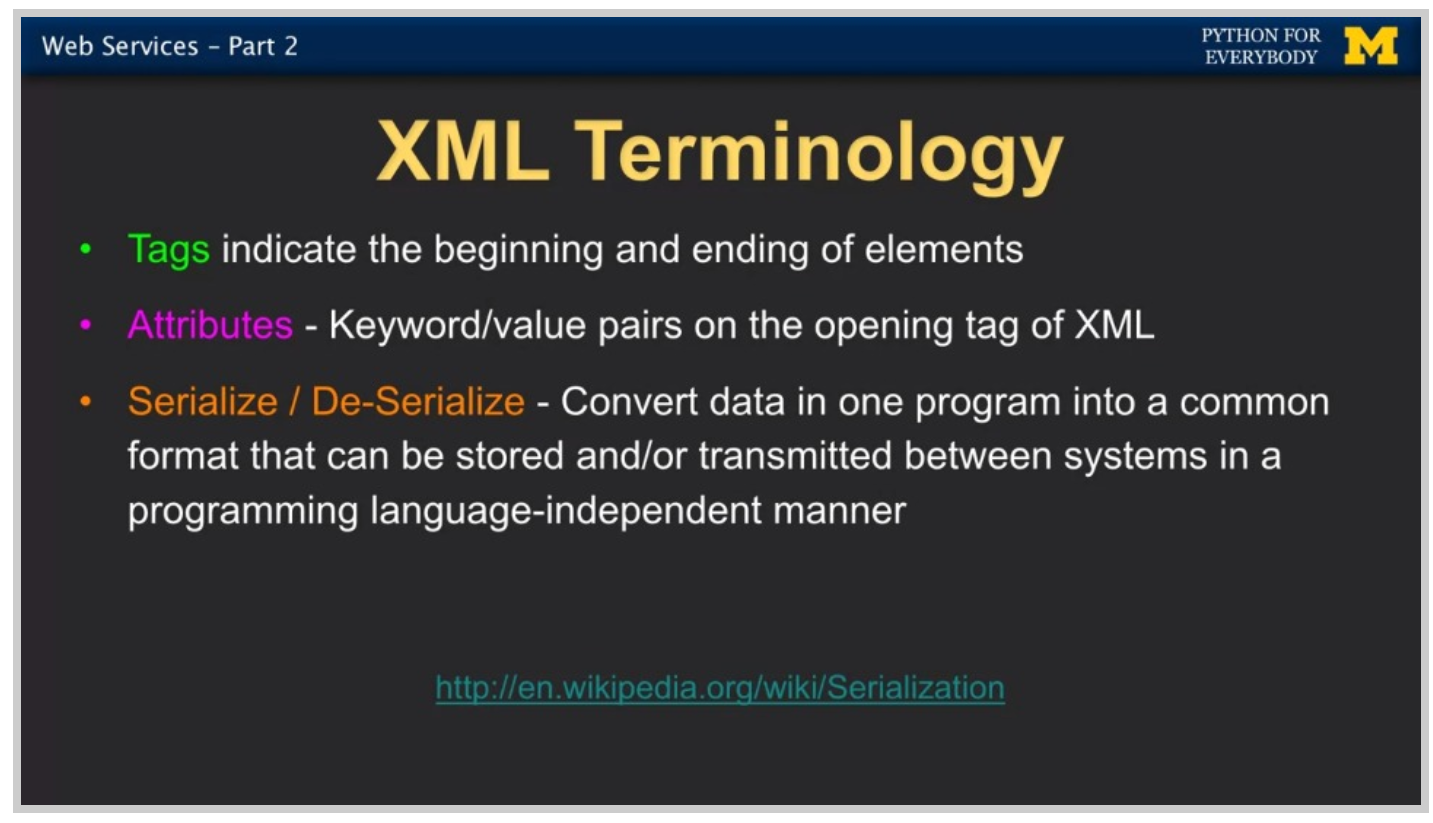 Web Services – Part 2
PYTHON FOR
EVERYBODY
M
XML Terminology
• Tags indicate the beginning and ending of elements
• Attributes - Keyword/value pairs on the opening tag of XML
• Serialize / De-Serialize - Convert data in one program into a common
format that can be stored and/or transmitted between systems in a
programming language-independent manner
http://en.wikipedia.org/wiki/Serialization